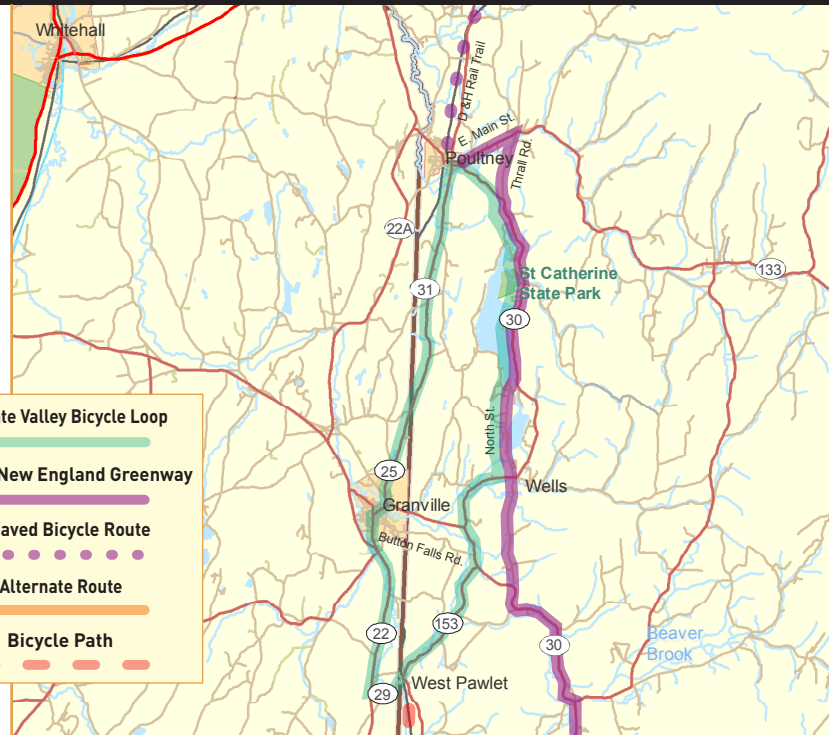 Whitehall
D &H Rail Trail
E. Main St.
Poultney
Thrall Rd.
22A
133
St Catherine
State Park
31
30
te Valley Bicycle Loop
New England Greenway
aved Bicycle Route
Alternate Route
Bicycle Path
North St.
25
Wells
Granville
Button Falls Rd.
153
22
30
Beaver
Brook
West Pawlet
29